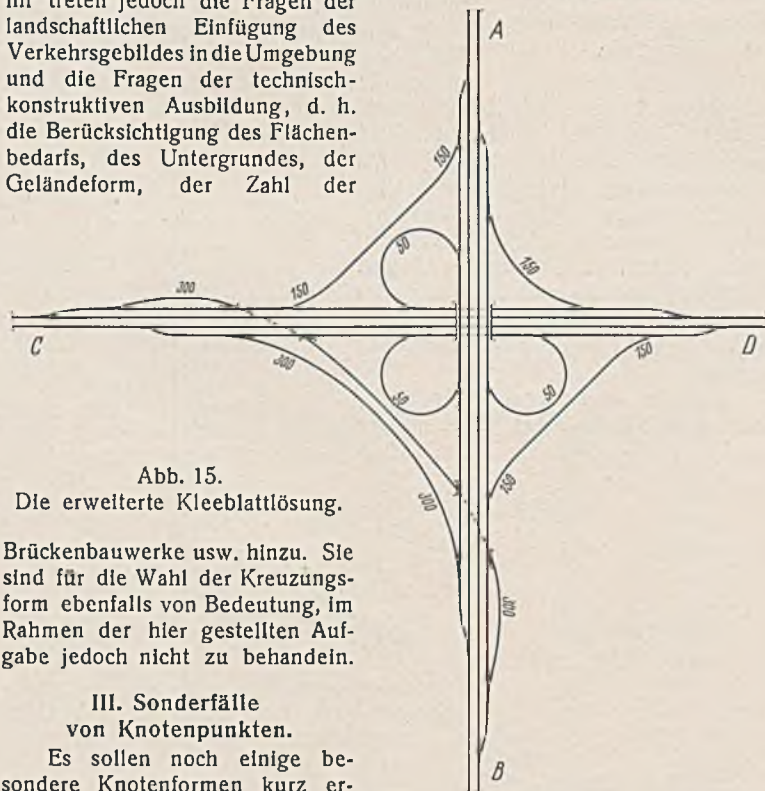 ihr treten jedoch die Fragen der
landschaftlichen Einfügung des
Verkehrsgebildes in die Umgebung
und die Fragen der technisch-
konstruktiven Ausbildung, d. h.
die Berücksichtigung des Flächen-
bedarfs, des Untergrundes, der
Geländeform, der Zahl der
A
150
50
150
300
150
C
300
50
50
150
D
150
300
300
B
Abb. 15.
Die erweiterte Kleeblattlösung.
Brückenbauwerke usw. hinzu. Sie
sind für die Wahl der Kreuzungs-
form ebenfalls von Bedeutung, im
Rahmen der hier gestellten Auf-
gabe jedoch nicht zu behandeln.
III. Sonderfälle
von Knotenpunkten.
Es sollen noch einige be-
sondere Knotenformen kurz er-